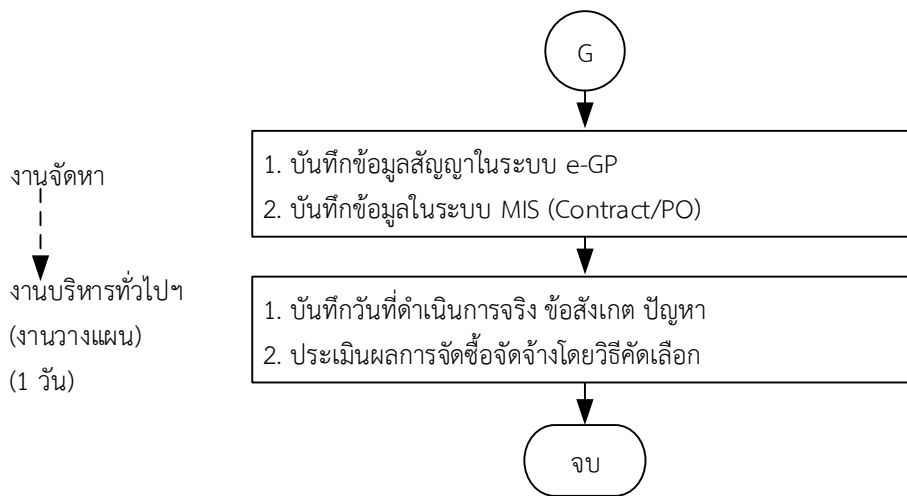 G
งานจัดหา
1. บันทึกข้อมูลสัญญาในระบบ e-GP
2. บันทึกข้อมูลในระบบ MIS (Contract/PO)
งานบริหารทั่วไปฯ
(งานวางแผน)
(1 วัน)
1. บันทึกวันที่ดำเนินการจริง ข้อสังเกต ปัญหา
2. ประเมินผลการจัดซื้อจัดจ้างโดยวิธีคัดเลือก
จบ